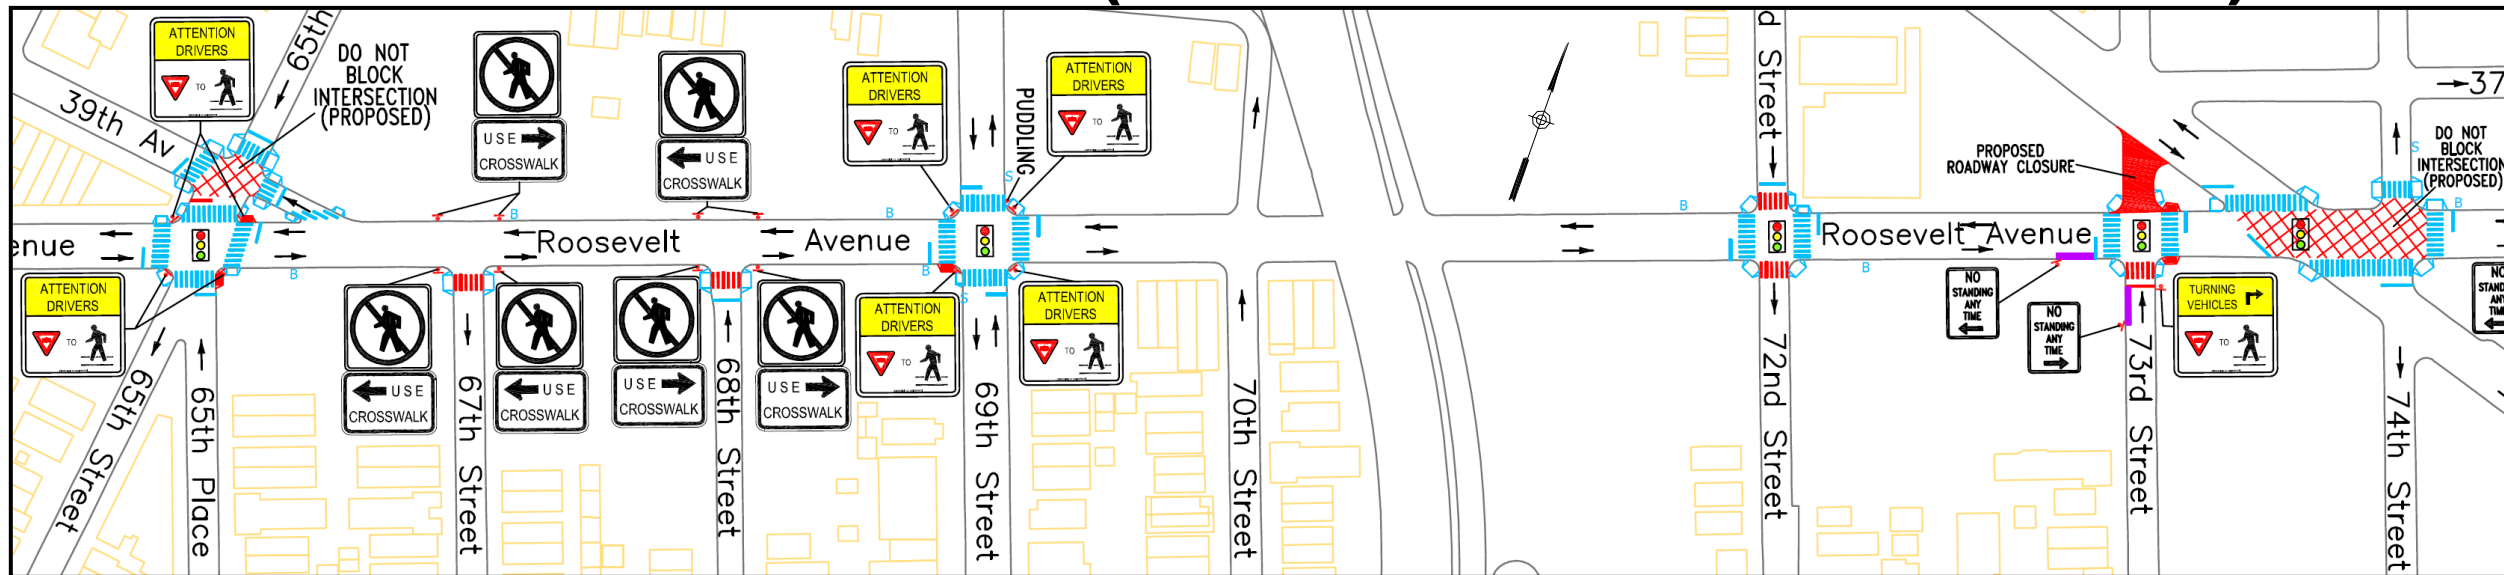 ATTENTION
DRIVERS
TO
39th Av
65th
DO NOT
BLOCK
INTERSECTION
(PROPOSED)
USE
CROSSWALK
USE
CROSSWALK
ATTENTION
DRIVERS
TO
PUDDLING
ATTENTION
DRIVERS
TO
S
B
B
d Street
B
PROPOSED
ROADWAY CLOSURE
37
S
DO NOT
BLOCK
INTERSECTION
(PROPOSED)
B
enue
Roosevelt Avenue
Roosevelt Avenue
B
B
S
B
ATTENTION
DRIVERS
TO
65th Street
65th Place
USE
CROSSWALK
67th Street
USE
CROSSWALK
USE
CROSSWALK
68th Street
USE
CROSSWALK
ATTENTION
DRIVERS
TO
69th Street
ATTENTION
DRIVERS
TO
70th Street
72nd Street
NO
STANDING
ANY
TIME
NO
STANDING
ANY
TIME
73rd Street
TURNING
VEHICLES
TO
74th Street
NO
STAND
ANY
TIM